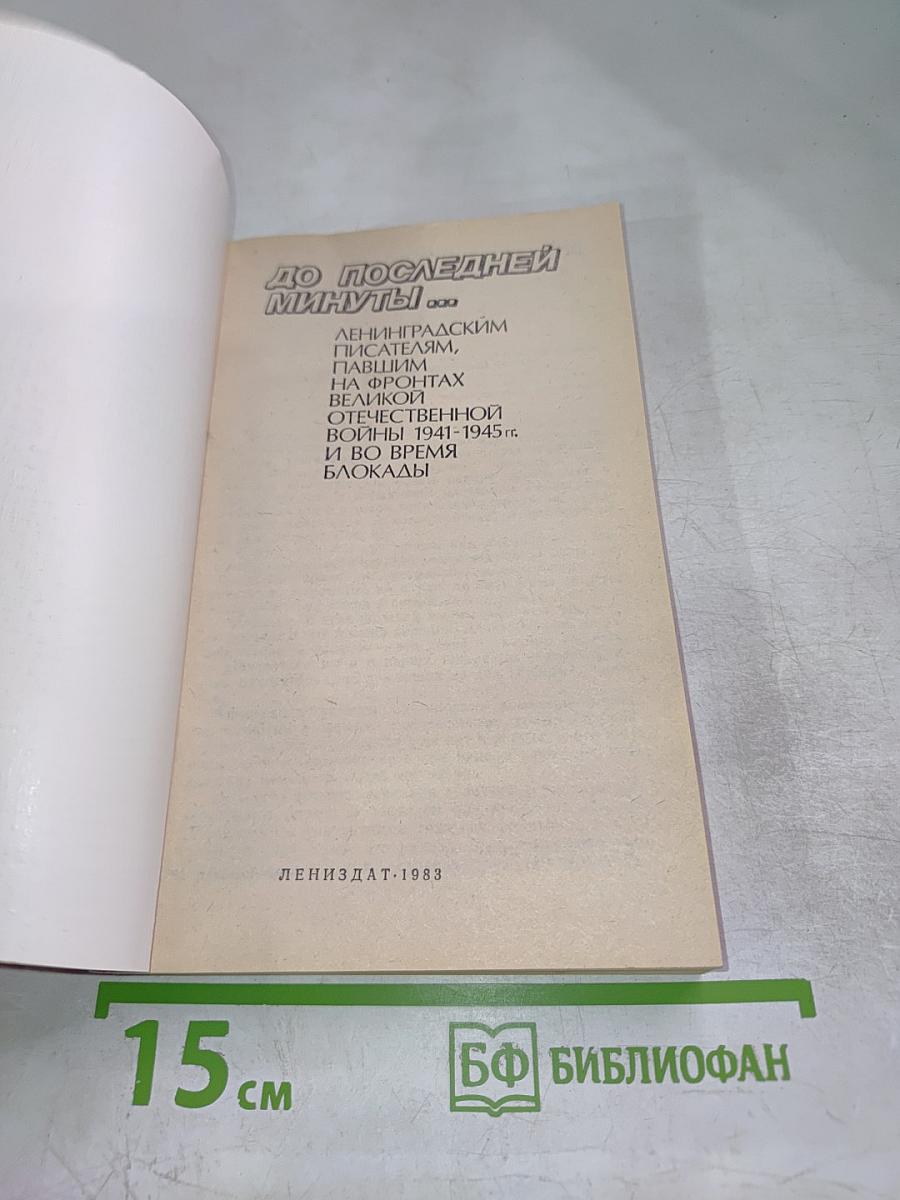 ДО ПОСЛЕДНЕЙ
МИНУТЫ...
ЛЕНИНГРАДСКИМ
ПИСАТЕЛЯМ,
ПАВШИМ
НА ФРОНТАХ
ВЕЛИКОЙ
ОТЕЧЕСТВЕННОЙ
ВОЙНЫ 1941-1945 гг.
И ВО ВРЕМЯ
БЛОКАДЫ
ЛЕНИЗДАТ·1983
15 см
БФ БИБЛИОФАН